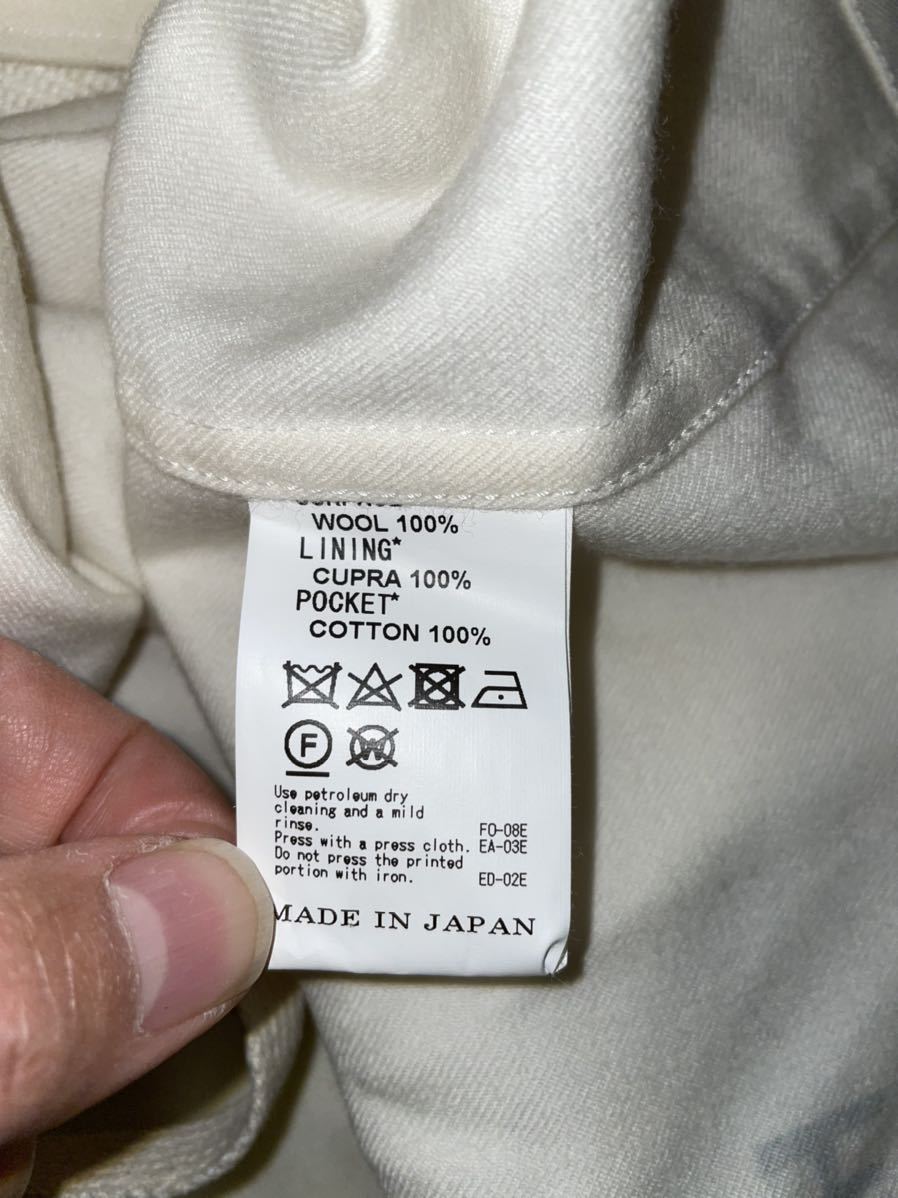 WOOL 100%
LINING*
CUPRA 100%
POCKET*
COTTON 100%
F
W
Use petroleum dry
cleaning and a mild
rinse. FO-08E
Press with a press cloth. EA-03E
Do not press the printed
portion with iron. ED-02E
MADE IN JAPAN